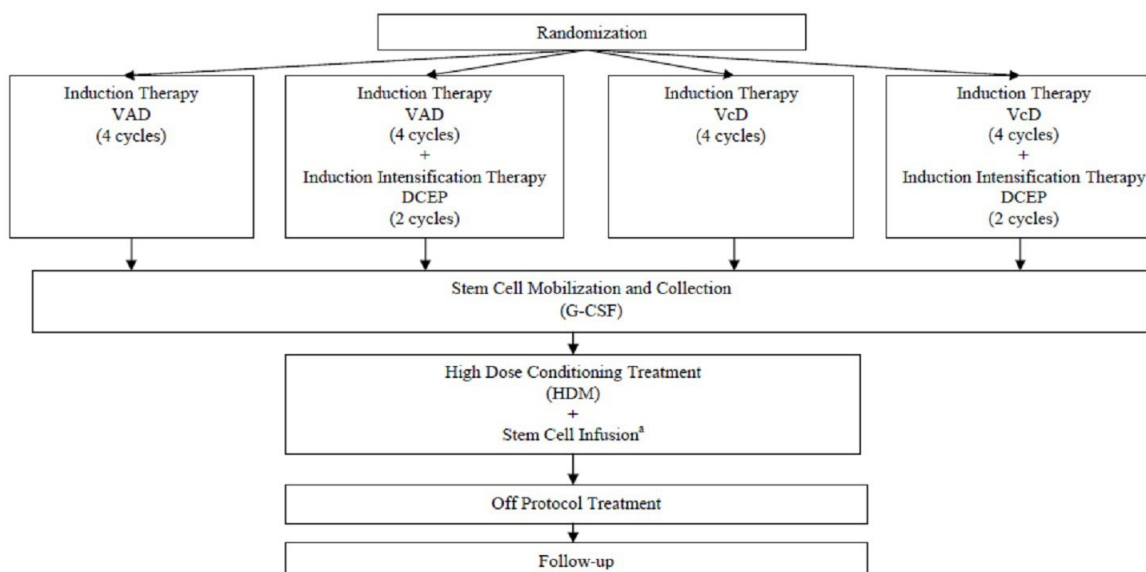 Randomization
Induction Therapy
VAD
(4 cycles)
Induction Therapy
VAD
(4 cycles)
+
Induction Intensification Therapy
DCEP
(2 cycles)
Induction Therapy
VcD
(4 cycles)
Induction Therapy
VcD
(4 cycles)
+
Induction Intensification Therapy
DCEP
(2 cycles)
Stem Cell Mobilization and Collection
(G-CSF)
High Dose Conditioning Treatment
(HDM)
+
Stem Cell Infusionª
Off Protocol Treatment
Follow-up